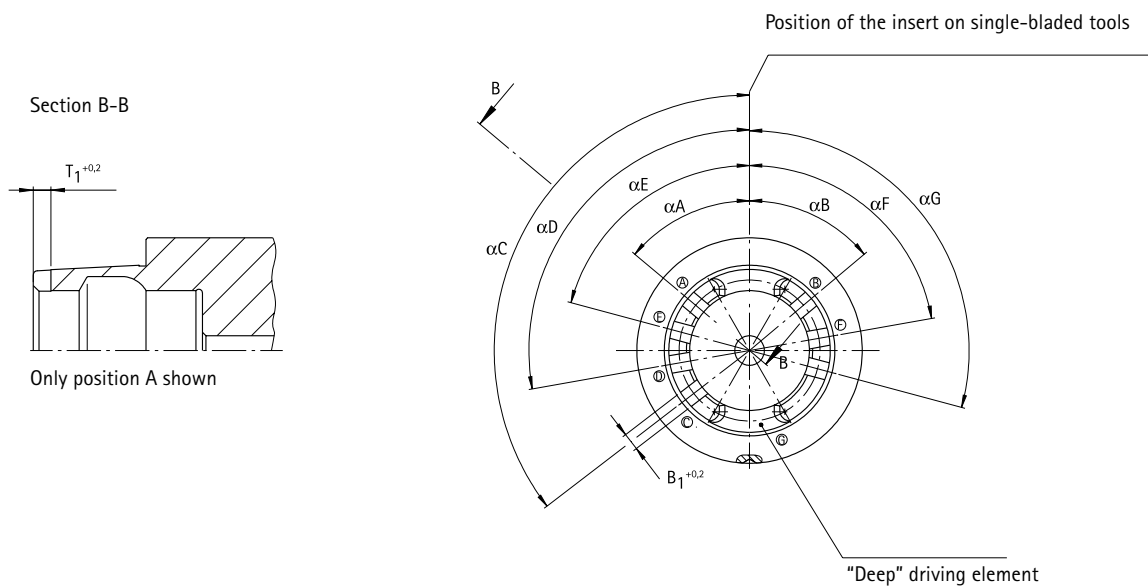 Position of the insert on single-bladed tools
Section B-B
B
T1+0,2
αE
αA
αB
αF
αG
αD
αC
A
B
E
F
B
Only position A shown
D
C
G
B1+0,2
"Deep" driving element